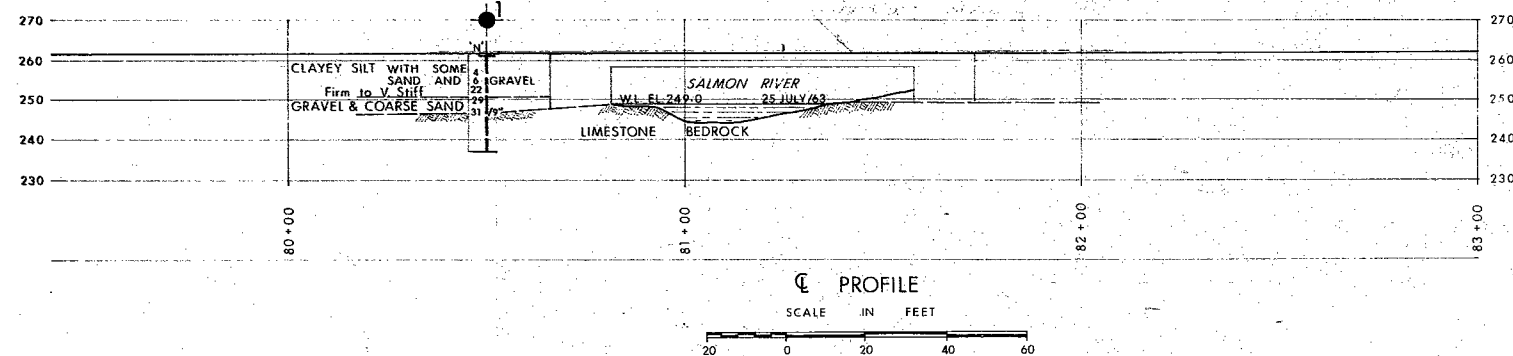 1
270 270
'N'
260 260
CLAYEY SILT WITH SOME 4
SAND AND 6 GRAVEL
Firm to V. Stiff 22
SALMON RIVER
250 29 W.L. EL-249.0 25 JULY/63 250
GRAVEL & COARSE SAND 31 /9"
LIMESTONE BEDROCK
240 240
230 230
80+00 81+00 82+00 83+00
℄ PROFILE
SCALE IN FEET
20 0 20 40 60